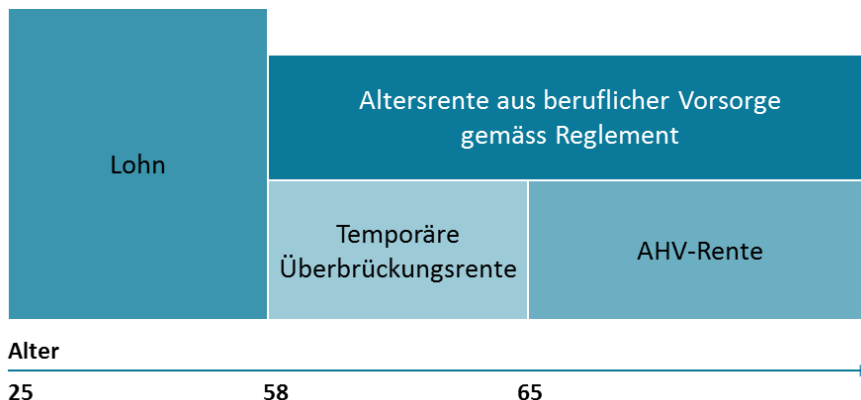 Lohn
Altersrente aus beruflicher Vorsorge
gemäss Reglement
Temporäre
Überbrückungsrente
AHV-Rente
Alter
25 58 65